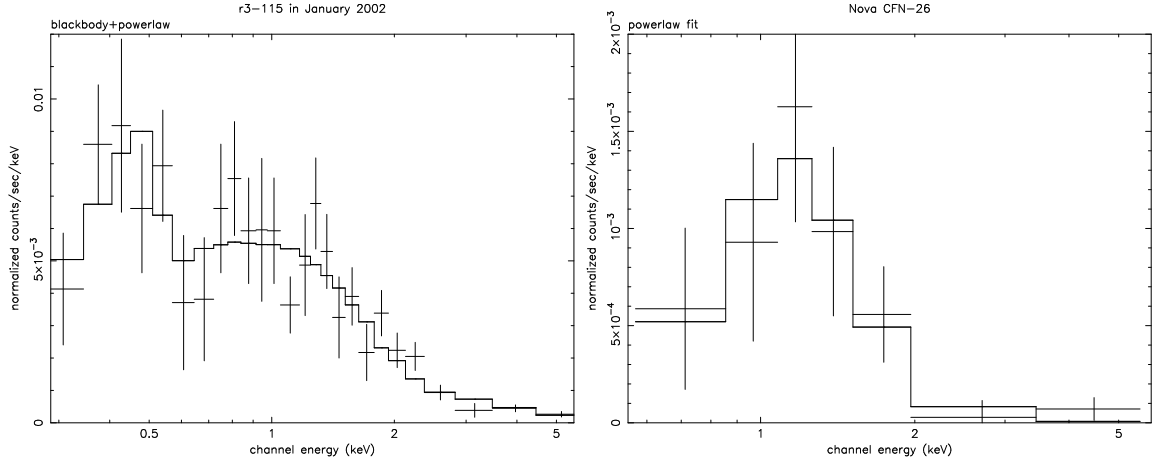 r3-115 in January 2002
blackbody+powerlaw
normalized counts/sec/keV
0.01
5×10⁻³
0
0.5
1
2
5
channel energy (keV)
Nova CFN-26
powerlaw fit
normalized counts/sec/keV
2×10⁻³
1.5×10⁻³
10⁻³
5×10⁻⁴
0
1
2
5
channel energy (keV)